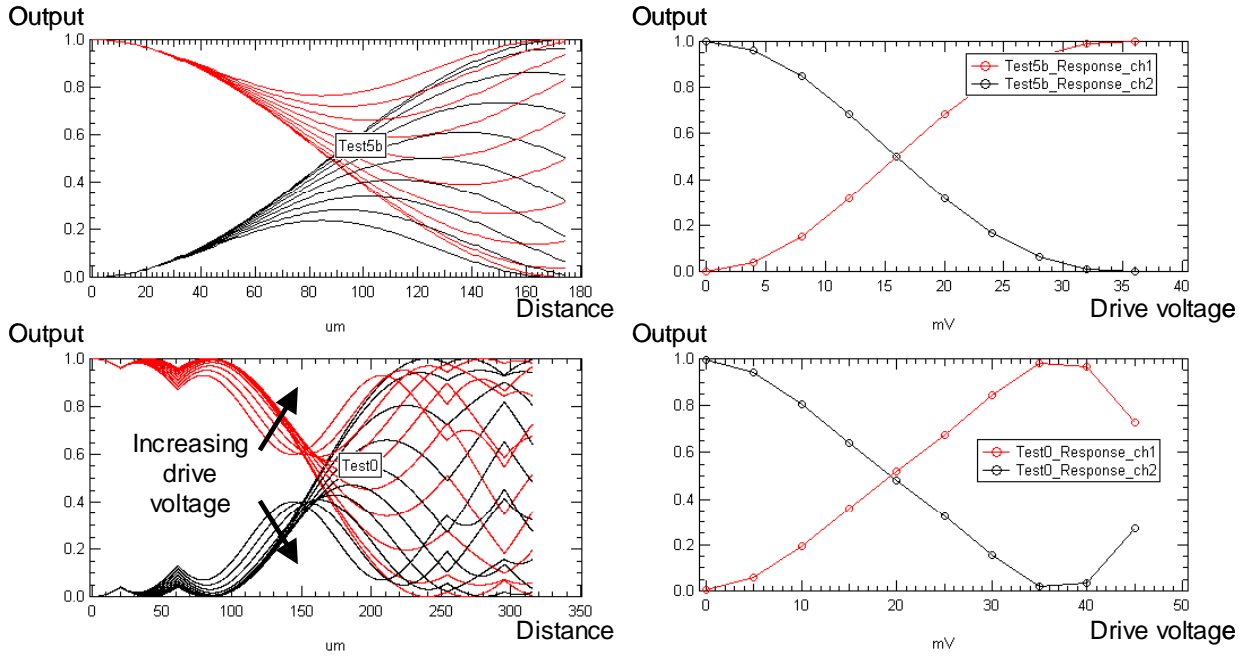 Output
1.0
0.8
0.6
0.4
0.2
0.0
Test5b
0 20 40 60 80 100 120 140 160 180
um
Distance
Output
1.0
0.8
0.6
0.4
0.2
0.0
Test5b_Response_ch1
Test5b_Response_ch2
0 5 10 15 20 25 30 35 40
mV
Drive voltage
Output
1.0
0.8
0.6
0.4
0.2
0.0
Increasing
drive
voltage
Test0
0 50 100 150 200 250 300 350
um
Distance
Output
1.0
0.8
0.6
0.4
0.2
0.0
Test0_Response_ch1
Test0_Response_ch2
0 10 20 30 40 50
mV
Drive voltage